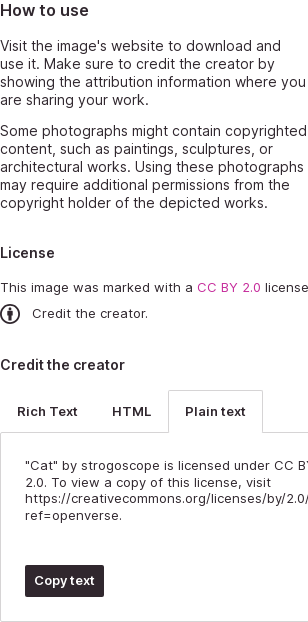 How to use
Visit the image's website to download and
use it. Make sure to credit the creator by
showing the attribution information where you
are sharing your work.
Some photographs might contain copyrighted
content, such as paintings, sculptures, or
architectural works. Using these photographs
may require additional permissions from the
copyright holder of the depicted works.
License
This image was marked with a CC BY 2.0 license
Credit the creator.
Credit the creator
Rich Text HTML Plain text
"Cat" by strogoscope is licensed under CC BY
2.0. To view a copy of this license, visit
https://creativecommons.org/licenses/by/2.0/
ref=openverse.
Copy text